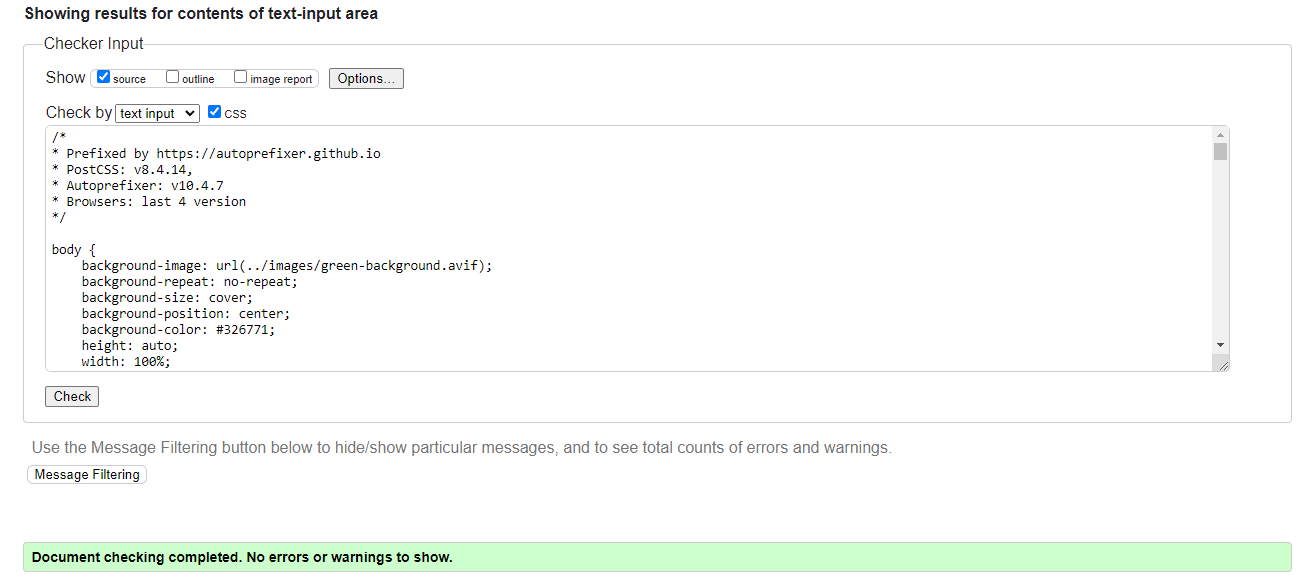 Showing results for contents of text-input area
Checker Input
Show source outline image report Options...
Check by text input css
/*
* Prefixed by https://autoprefixer.github.io
* PostCSS: v8.4.14,
* Autoprefixer: v10.4.7
* Browsers: last 4 version
*/
body {
    background-image: url(../images/green-background.avif);
    background-repeat: no-repeat;
    background-size: cover;
    background-position: center;
    background-color: #326771;
    height: auto;
    width: 100%;
Check
Use the Message Filtering button below to hide/show particular messages, and to see total counts of errors and warnings.
Message Filtering
Document checking completed. No errors or warnings to show.